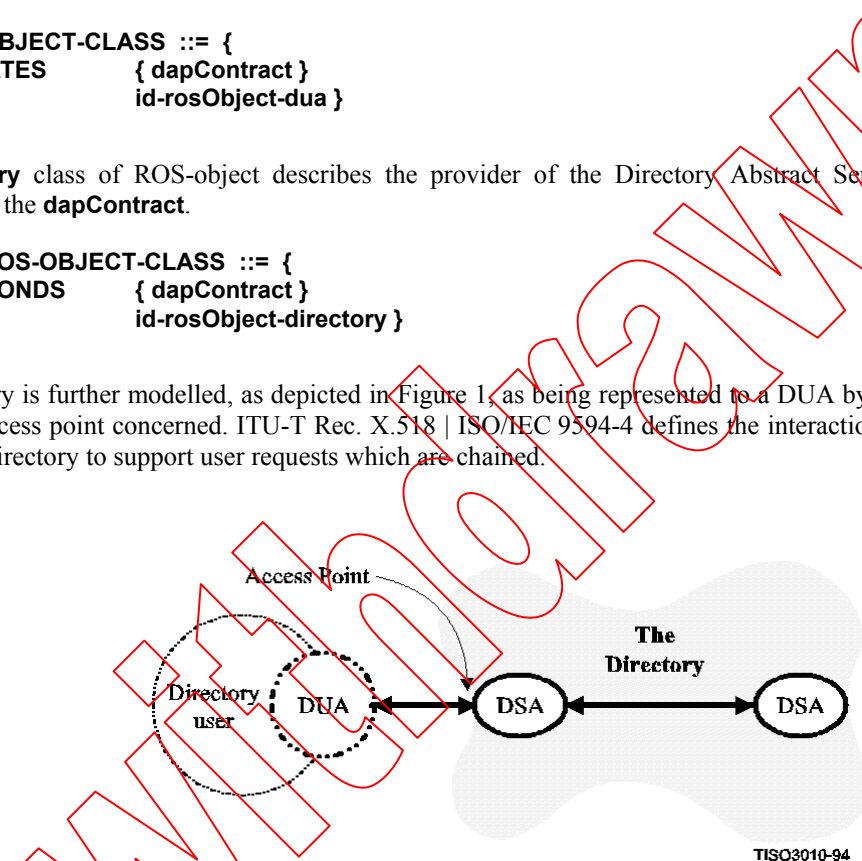 BJECT-CLASS ::= {
ATES { dapContract }
id-rosObject-dua }
ry class of ROS-object describes the provider of the Directory Abstract Se
the dapContract.
OS-OBJECT-CLASS ::= {
ONDS { dapContract }
id-rosObject-directory }
ry is further modelled, as depicted in Figure 1, as being represented to a DUA by
cess point concerned. ITU-T Rec. X.518 | ISO/IEC 9594-4 defines the interactio
irectory to support user requests which are chained.
Access Point
The
Directory
Directory
user
DUA
DSA
DSA
TISO3010-94
withdrawn